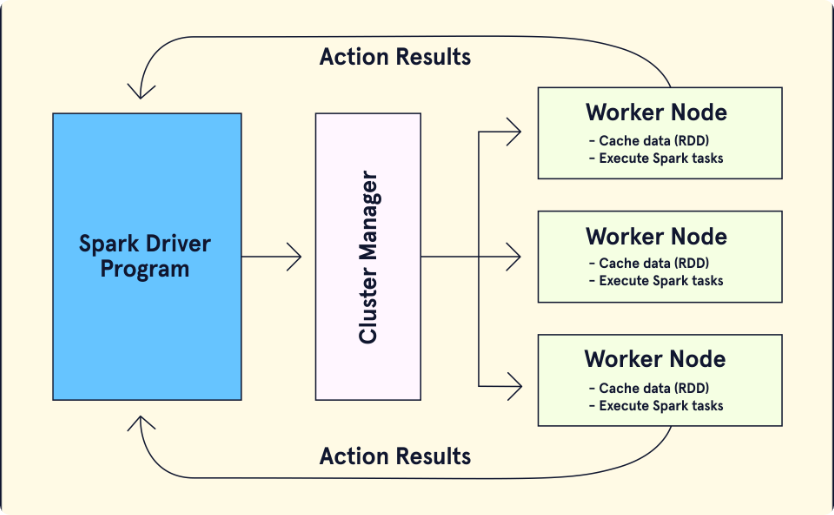 Action Results
Spark Driver
Program
Cluster Manager
Worker Node
- Cache data (RDD)
- Execute Spark tasks
Worker Node
- Cache data (RDD)
- Execute Spark tasks
Worker Node
- Cache data (RDD)
- Execute Spark tasks
Action Results